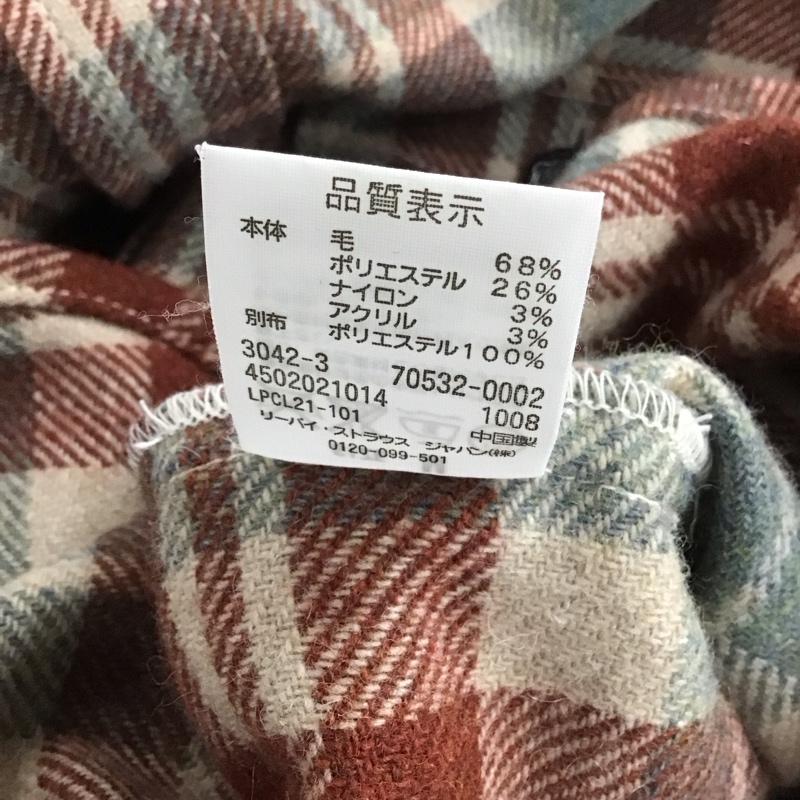 品質表示
本体 毛 68%
ポリエステル 26%
ナイロン 3%
アクリル 3%
別布 ポリエステル100%
3042-3 70532-0002
4502021014 1008
LPCL21-101 中国製
リーバイ・ストラウス ジャパン(株)
0120-099-501